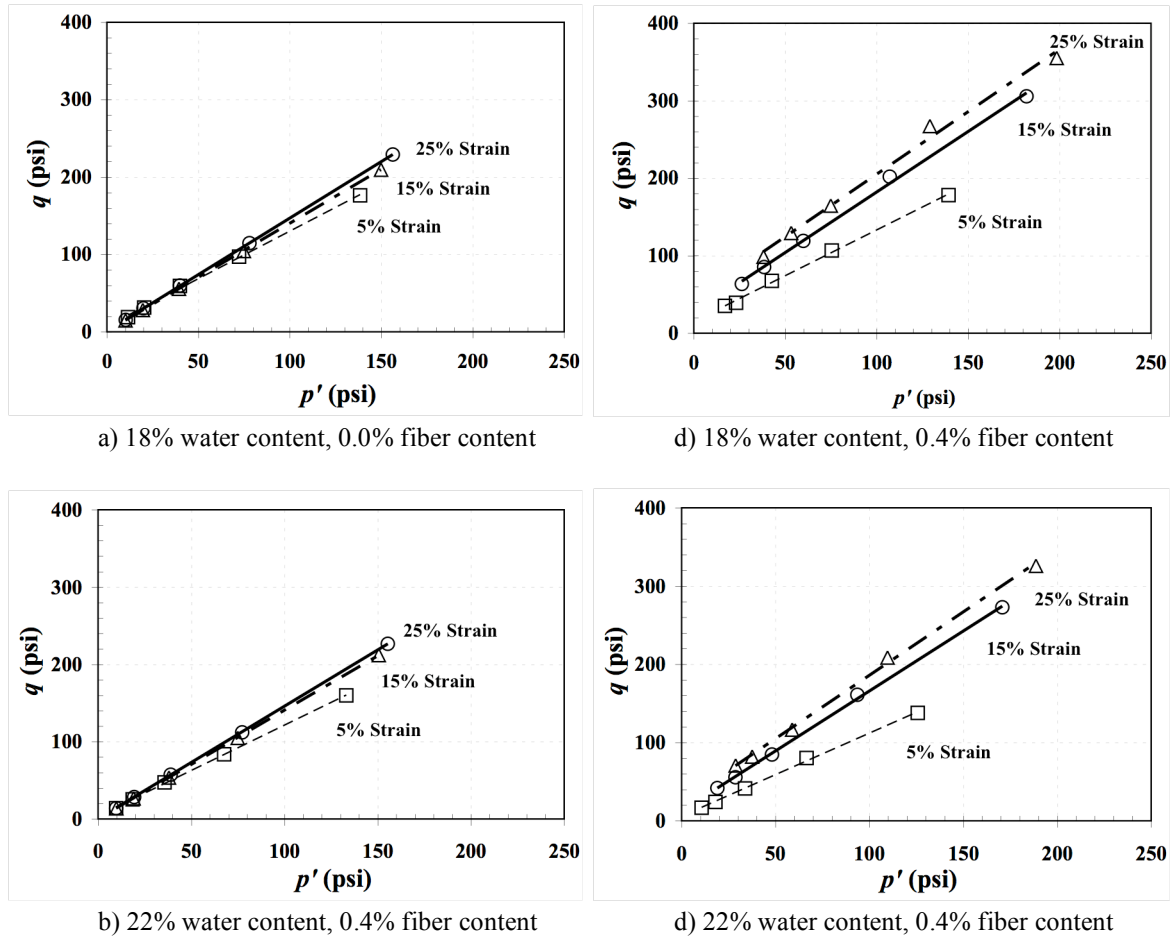 400
300
200
100
0
q (psi)
25% Strain
15% Strain
5% Strain
0 50 100 150 200 250
p' (psi)
a) 18% water content, 0.0% fiber content
400
300
200
100
0
q (psi)
25% Strain
15% Strain
5% Strain
0 50 100 150 200 250
p' (psi)
d) 18% water content, 0.4% fiber content
400
300
200
100
0
q (psi)
25% Strain
15% Strain
5% Strain
0 50 100 150 200 250
p' (psi)
b) 22% water content, 0.4% fiber content
400
300
200
100
0
q (psi)
25% Strain
15% Strain
5% Strain
0 50 100 150 200 250
p' (psi)
d) 22% water content, 0.4% fiber content